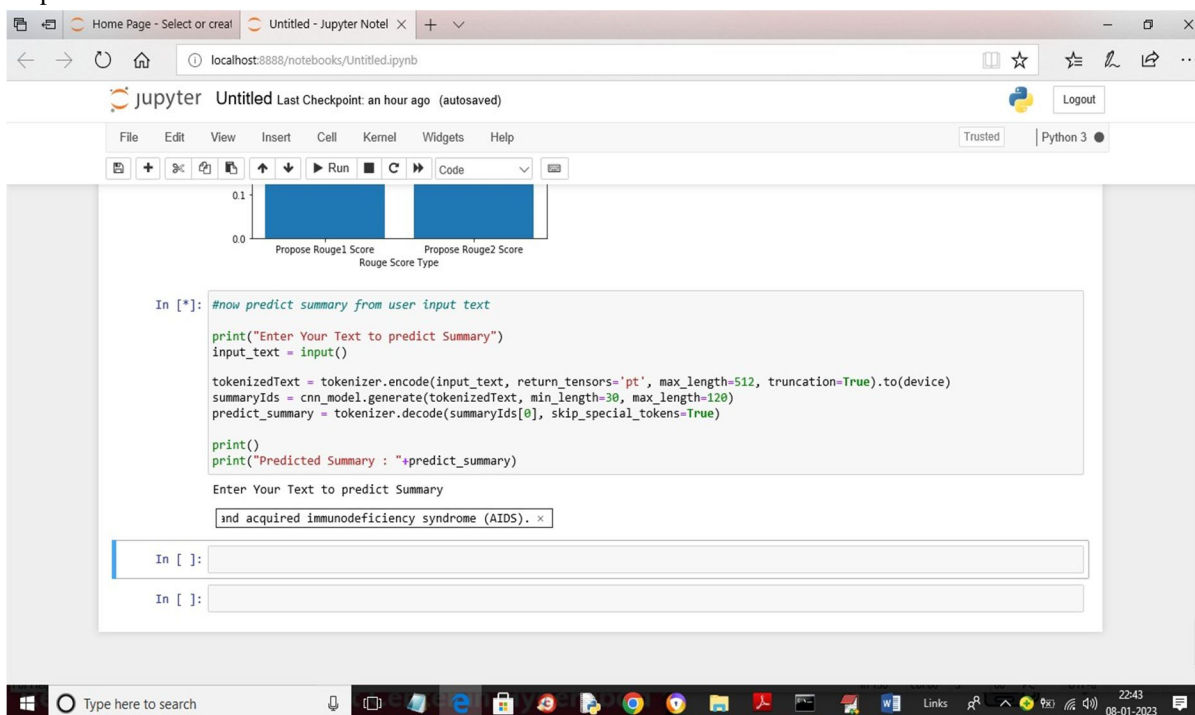 Home Page - Select or creat
Untitled - Jupyter Notel
localhost:8888/notebooks/Untitled.ipynb
jupyter Untitled Last Checkpoint: an hour ago (autosaved)
Logout
File Edit View Insert Cell Kernel Widgets Help
Trusted
Python 3
Run
Code
0.1
0.0
Propose Rouge1 Score Propose Rouge2 Score
Rouge Score Type
In [*]: #now predict summary from user input text
print("Enter Your Text to predict Summary")
input_text = input()
tokenizedText = tokenizer.encode(input_text, return_tensors='pt', max_length=512, truncation=True).to(device)
summaryIds = cnn_model.generate(tokenizedText, min_length=30, max_length=120)
predict_summary = tokenizer.decode(summaryIds[0], skip_special_tokens=True)
print()
print("Predicted Summary : "+predict_summary)
Enter Your Text to predict Summary
and acquired immunodeficiency syndrome (AIDS).
In [ ]:
In [ ]:
Type here to search
Links
22:43
08-01-2023